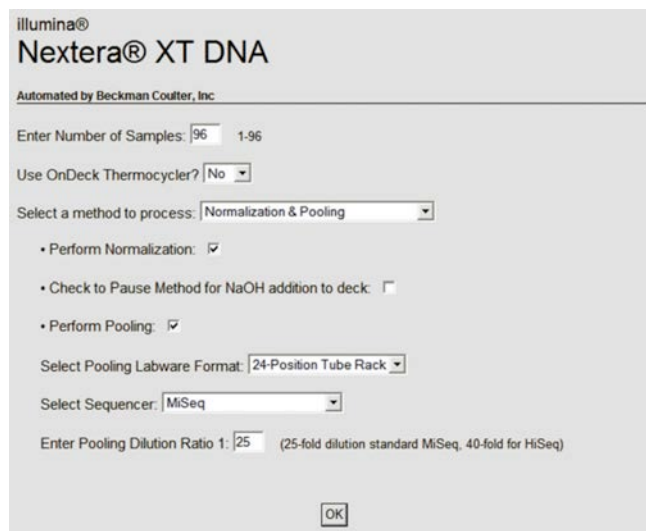 illumina®
Nextera® XT DNA
Automated by Beckman Coulter, Inc
Enter Number of Samples: 96 1-96
Use OnDeck Thermocycler? No
Select a method to process: Normalization & Pooling
• Perform Normalization:
• Check to Pause Method for NaOH addition to deck:
• Perform Pooling:
Select Pooling Labware Format: 24-Position Tube Rack
Select Sequencer: MiSeq
Enter Pooling Dilution Ratio 1: 25 (25-fold dilution standard MiSeq, 40-fold for HiSeq)
OK